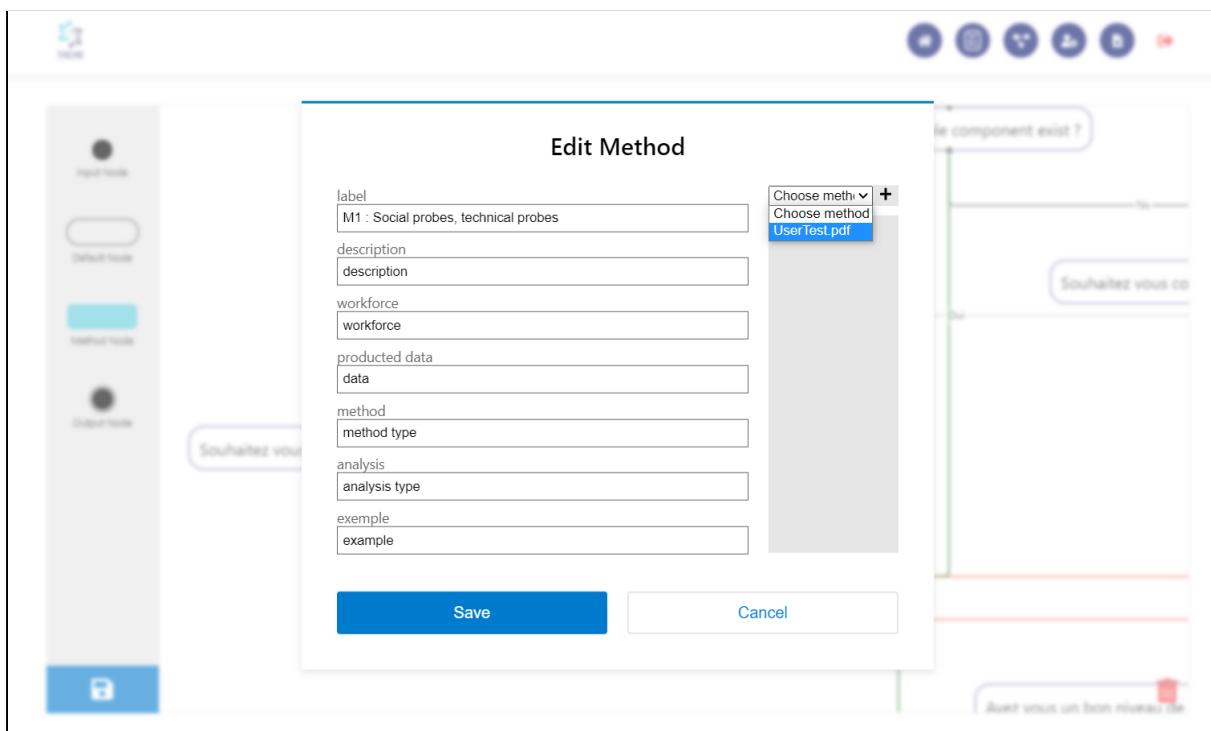 Edit Method
le component exist ?
Input Node
label
Choose meth
+
M1 : Social probes, technical probes
Choose method
UserTest.pdf
No
Default Node
description
description
Souhaitez vous co
workforce
workforce
Oui
Method Node
producted data
data
method
method type
Output Node
Souhaitez vous
analysis
analysis type
exemple
example
Save
Cancel
Avez vous un bon niveau de